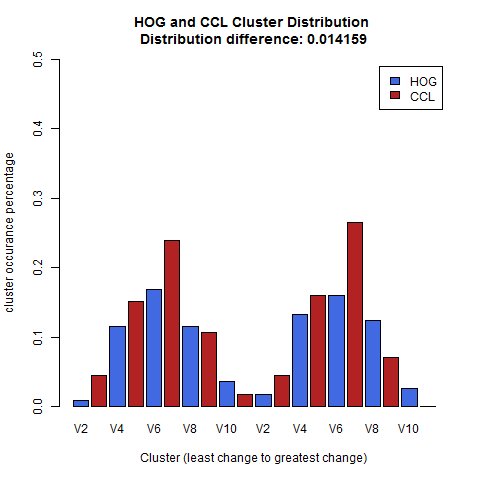 HOG and CCL Cluster Distribution
Distribution difference: 0.014159
HOG
CCL
cluster occurance percentage
0.5
0.4
0.3
0.2
0.1
0.0
V2 V4 V6 V8 V10 V2 V4 V6 V8 V10
Cluster (least change to greatest change)